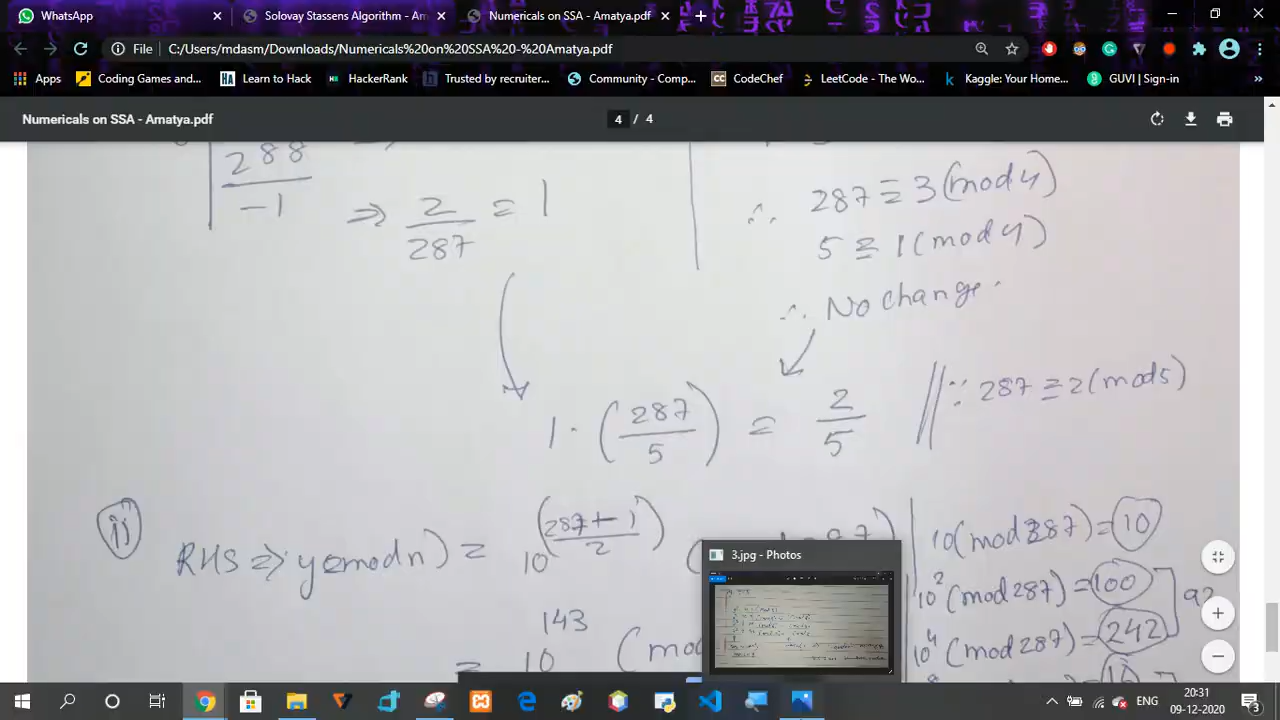 WhatsApp
Solovay Stassens Algorithm - Am
Numericals on SSA - Amatya.pdf
File C:/Users/mdasm/Downloads/Numericals%20on%20SSA%20-%20Amatya.pdf
Apps Coding Games and... Learn to Hack HackerRank Trusted by recruiter... Community - Comp... CodeChef LeetCode - The Wo... Kaggle: Your Home... GUVI | Sign-in
Numericals on SSA - Amatya.pdf 4 / 4
2^88/-1
⇒ 2/287 = 1
∴ 287 ≡ 3 (mod 4)
5 ≡ 1 (mod 4)
∴ No change.
1 · (287/5) = 2/5 // ∵ 287 ≡ 2 (mod 5)
ii) RHS ⇒ y(modn) = 10^((287-1)/2)
= 10^143 (mod
10 (mod 287) = 10
10^2 (mod 287) = 100
10^4 (mod 287) = 242
3.jpg - Photos
ENG 20:31
09-12-2020
3